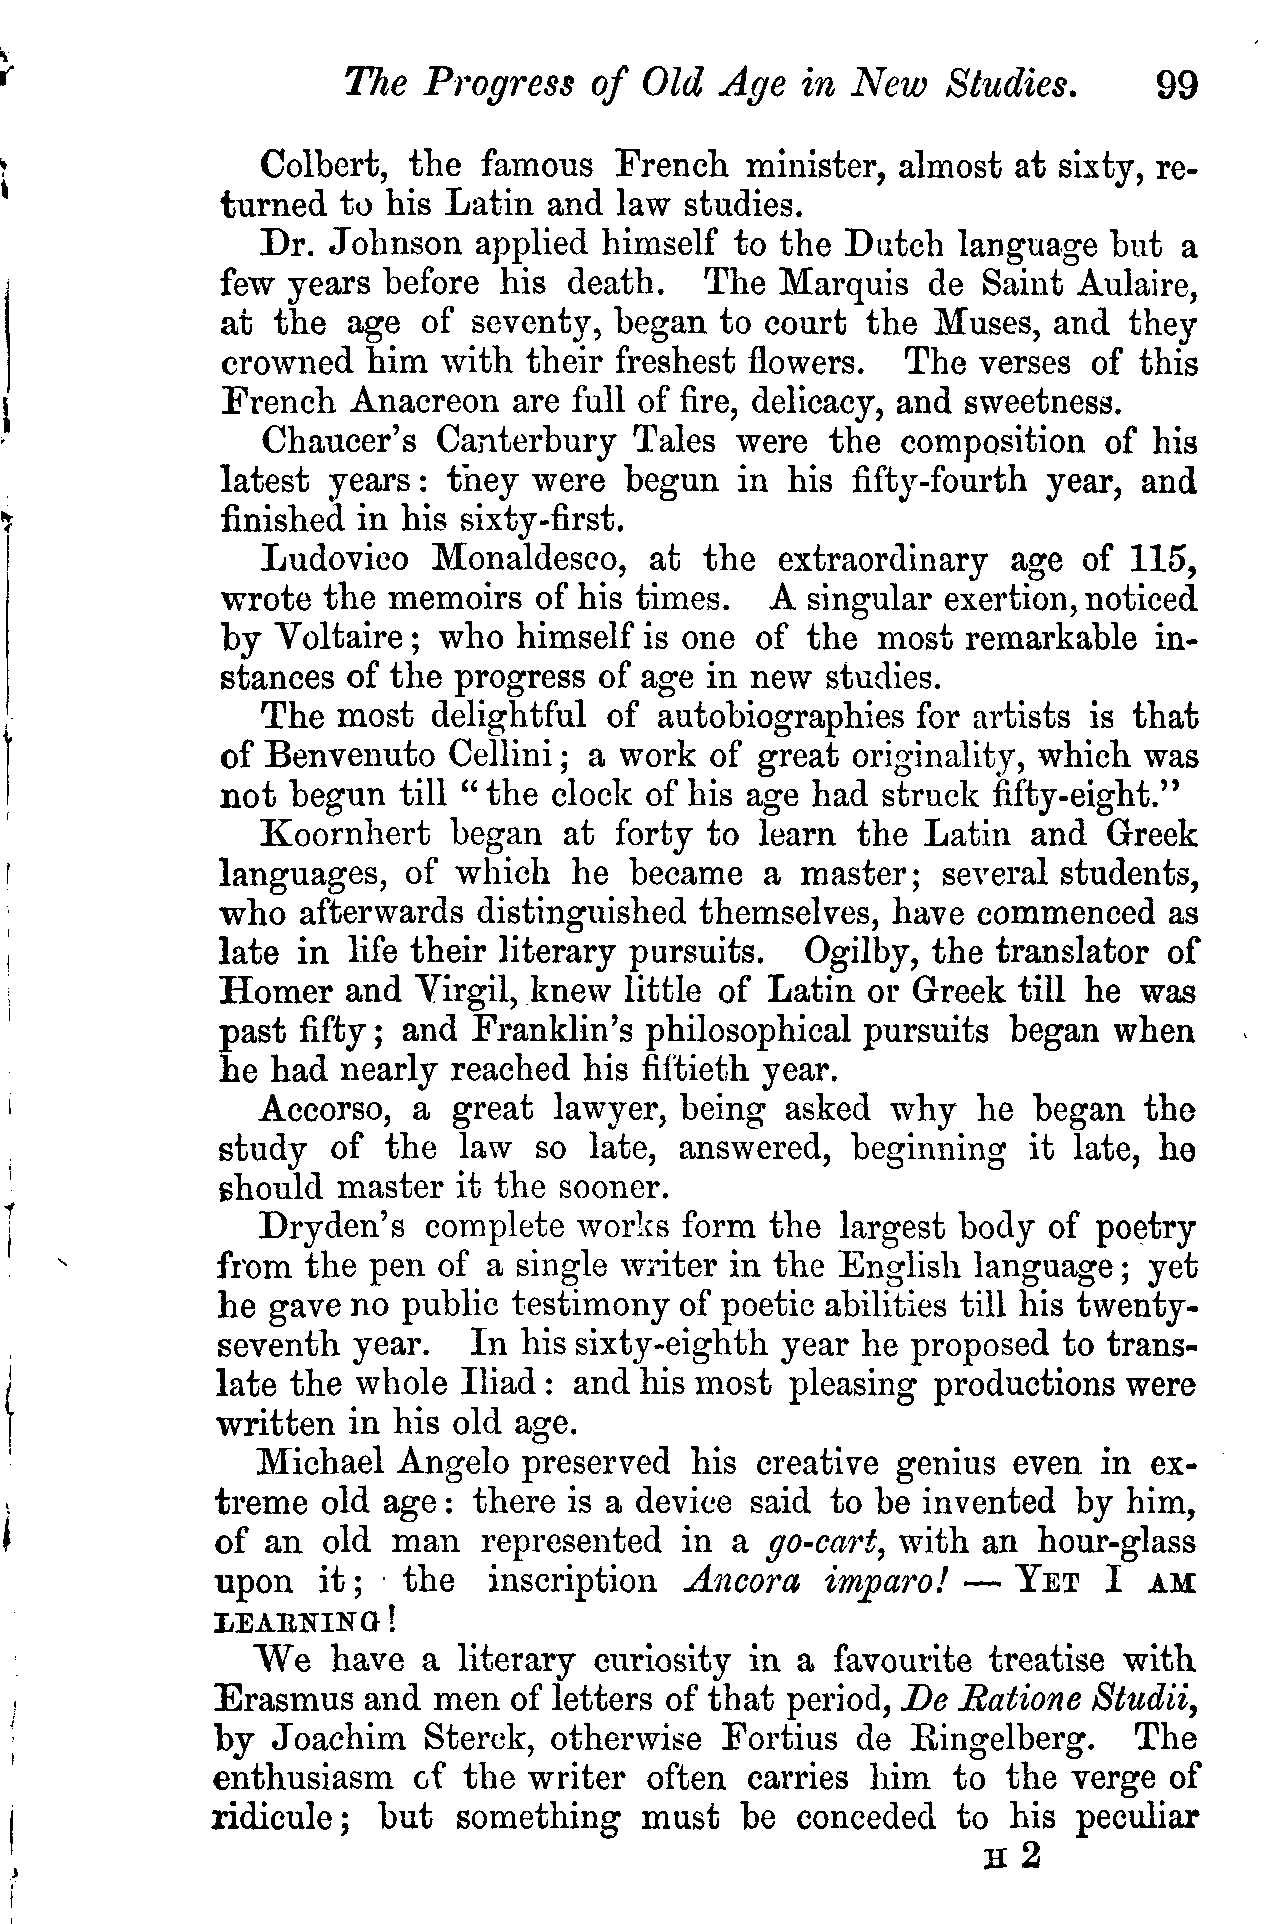 The Progress of Old Age in New Studies. 99
Colbert, the famous French minister, almost at sixty, re-
turned to his Latin and law studies.
Dr. Johnson applied himself to the Dutch language but a
few years before his death. The Marquis de Saint Aulaire,
at the age of seventy, began to court the Muses, and they
crowned him with their freshest flowers. The verses of this
French Anacreon are full of fire, delicacy, and sweetness.
Chaucer's Canterbury Tales were the composition of his
latest years: they were begun in his fifty-fourth year, and
finished in his sixty-first.
Ludovico Monaldesco, at the extraordinary age of 115,
wrote the memoirs of his times. A singular exertion, noticed
by Voltaire; who himself is one of the most remarkable in-
stances of the progress of age in new studies.
The most delightful of autobiographies for artists is that
of Benvenuto Cellini; a work of great originality, which was
not begun till "the clock of his age had struck fifty-eight."
Koornhert began at forty to learn the Latin and Greek
languages, of which he became a master; several students,
who afterwards distinguished themselves, have commenced as
late in life their literary pursuits. Ogilby, the translator of
Homer and Virgil, knew little of Latin or Greek till he was
past fifty; and Franklin's philosophical pursuits began when
he had nearly reached his fiftieth year.
Accorso, a great lawyer, being asked why he began the
study of the law so late, answered, beginning it late, he
should master it the sooner.
Dryden's complete works form the largest body of poetry
from the pen of a single writer in the English language; yet
he gave no public testimony of poetic abilities till his twenty-
seventh year. In his sixty-eighth year he proposed to trans-
late the whole Iliad: and his most pleasing productions were
written in his old age.
Michael Angelo preserved his creative genius even in ex-
treme old age: there is a device said to be invented by him,
of an old man represented in a go-cart, with an hour-glass
upon it; the inscription Ancora imparo! — YET I AM
LEARNING!
We have a literary curiosity in a favourite treatise with
Erasmus and men of letters of that period, De Ratione Studii,
by Joachim Sterck, otherwise Fortius de Ringelberg. The
enthusiasm of the writer often carries him to the verge of
ridicule; but something must be conceded to his peculiar
H 2